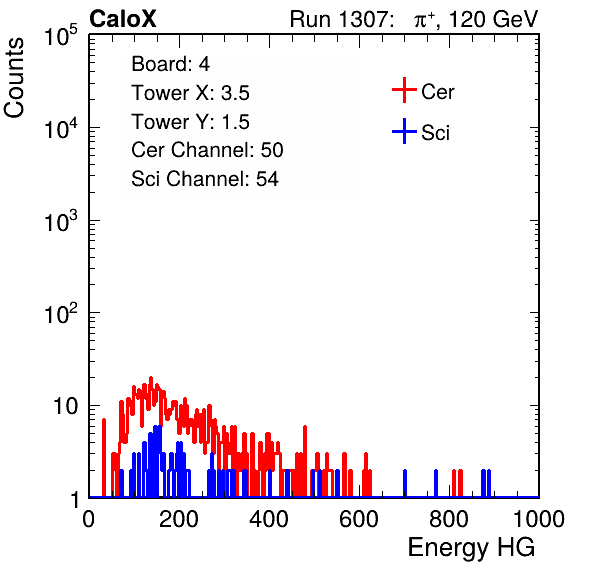 CaloX Run 1307: π⁺, 120 GeV
Counts
10⁵
10⁴
10³
10²
10
1
Board: 4
Tower X: 3.5
Tower Y: 1.5
Cer Channel: 50
Sci Channel: 54
Cer
Sci
0 200 400 600 800 1000
Energy HG